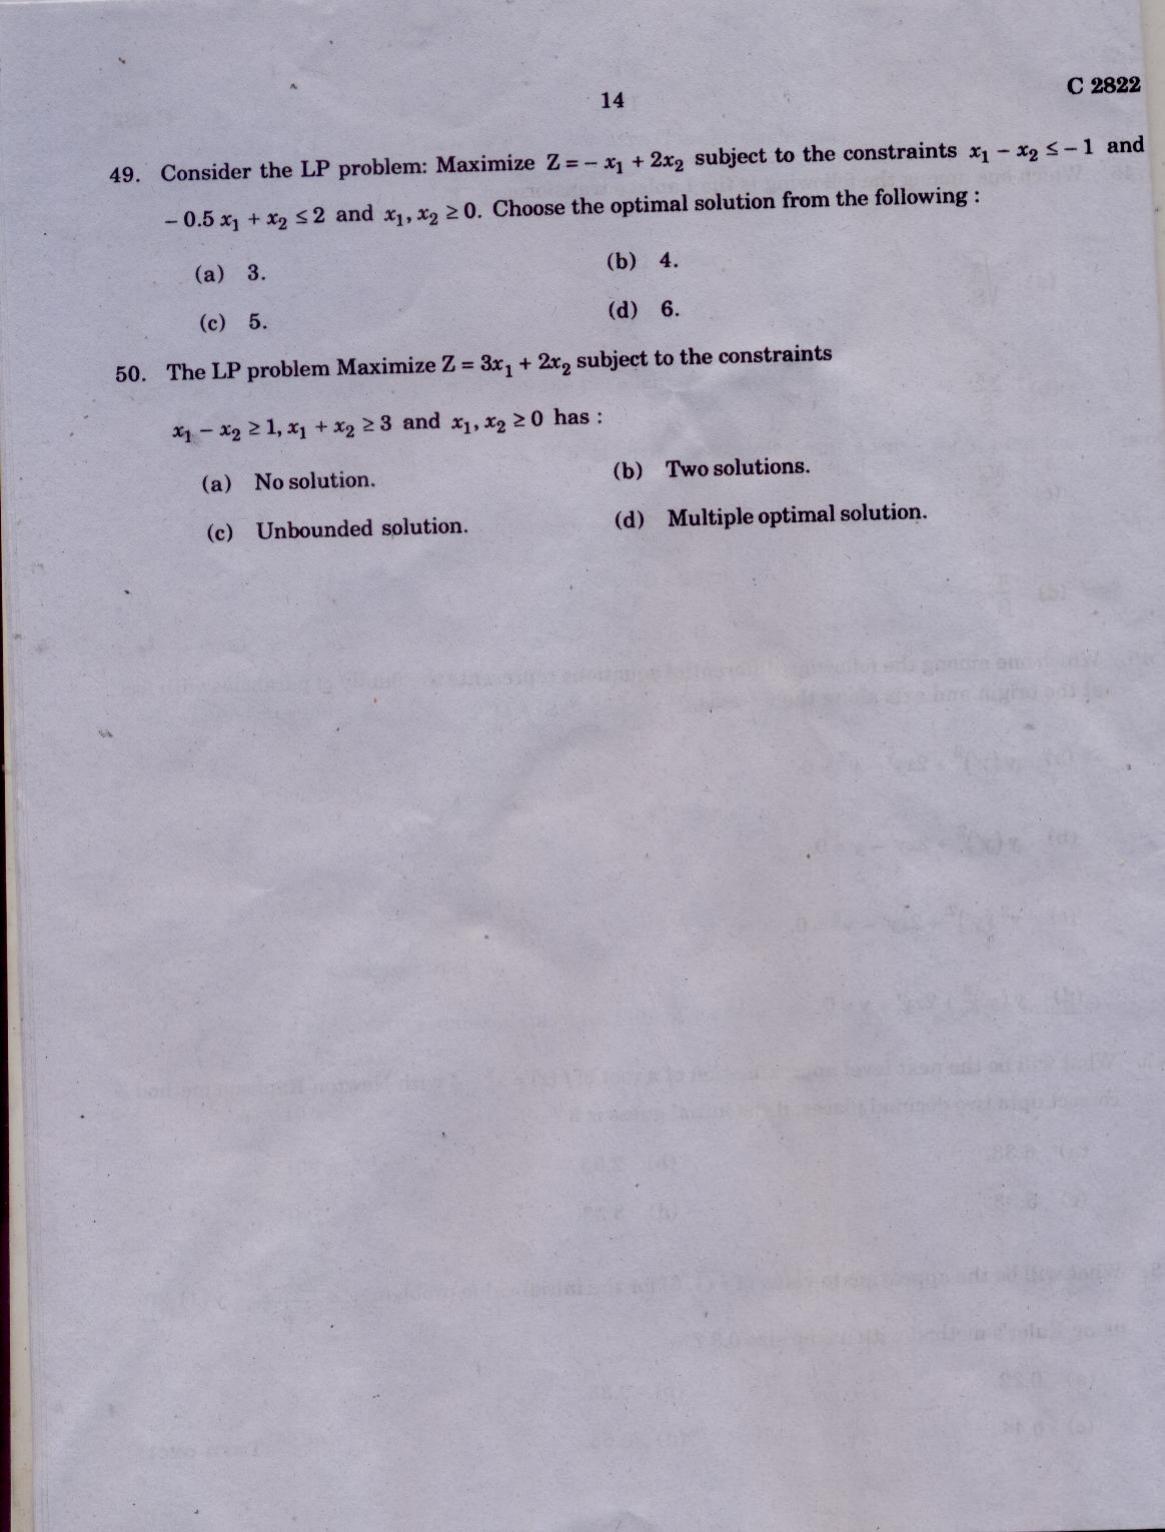 C 2822
14
49. Consider the LP problem: Maximize Z = – x₁ + 2x₂ subject to the constraints x₁ – x₂ ≤ – 1 and
– 0.5 x₁ + x₂ ≤ 2 and x₁, x₂ ≥ 0. Choose the optimal solution from the following :
(a) 3. (b) 4.
(c) 5. (d) 6.
50. The LP problem Maximize Z = 3x₁ + 2x₂ subject to the constraints
x₁ – x₂ ≥ 1, x₁ + x₂ ≥ 3 and x₁, x₂ ≥ 0 has :
(a) No solution. (b) Two solutions.
(c) Unbounded solution. (d) Multiple optimal solution.